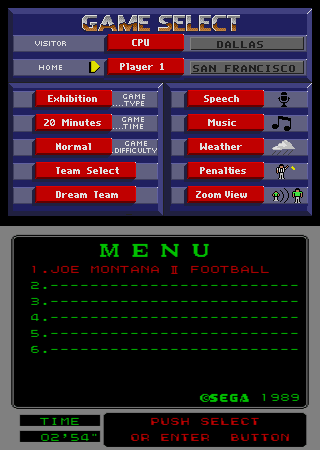 GAME SELECT
VISITOR CPU DALLAS
HOME Player 1 SAN FRANCISCO
Exhibition GAME ....TYPE Speech
20 Minutes GAME ....TIME Music
Normal GAME .DIFFICULTY Weather
Team Select Penalties
Dream Team Zoom View
MENU
1.JOE MONTANA II FOOTBALL
2.------------------------------
3.------------------------------
4.------------------------------
5.------------------------------
6.------------------------------
©SEGA 1989
TIME PUSH SELECT
02'54" OR ENTER BUTTON